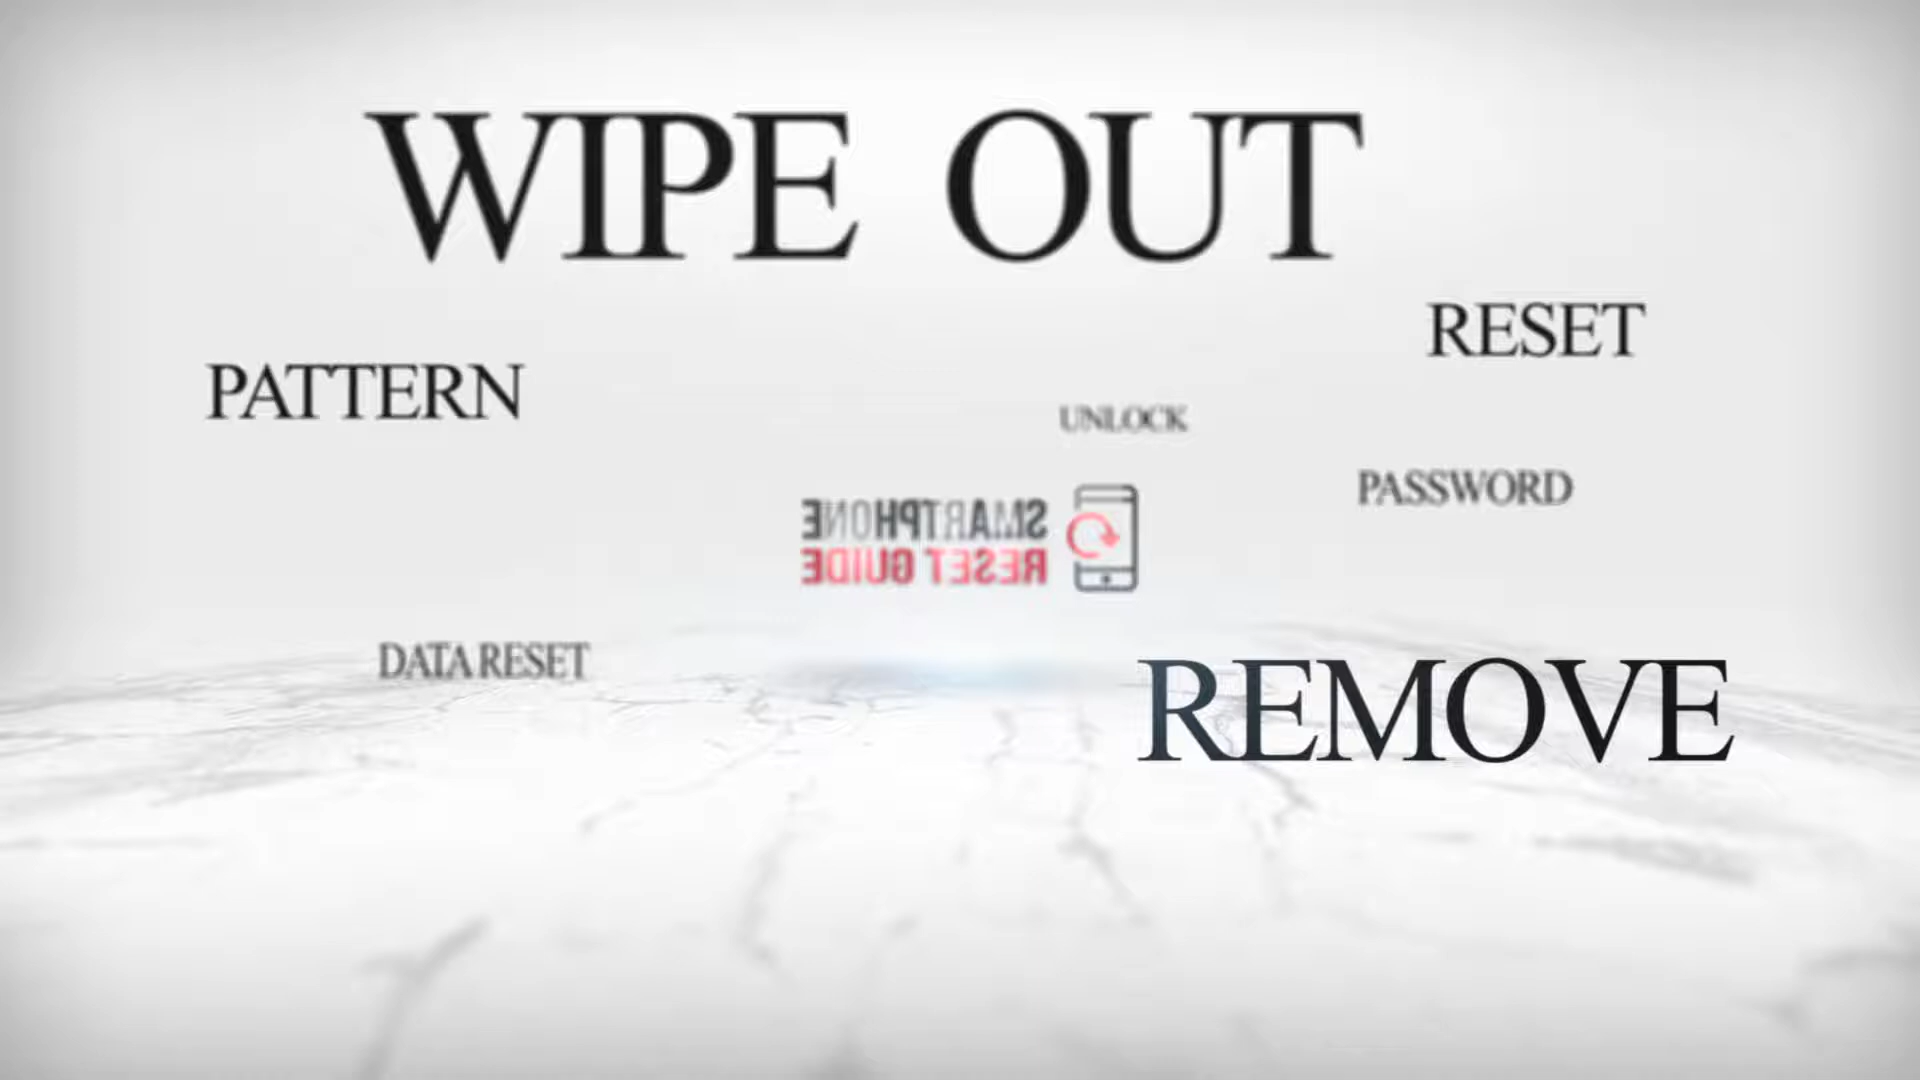 WIPE OUT
RESET
PATTERN
UNLOCK
PASSWORD
SMARTPHONE
RESET GUIDE
DATA RESET
REMOVE